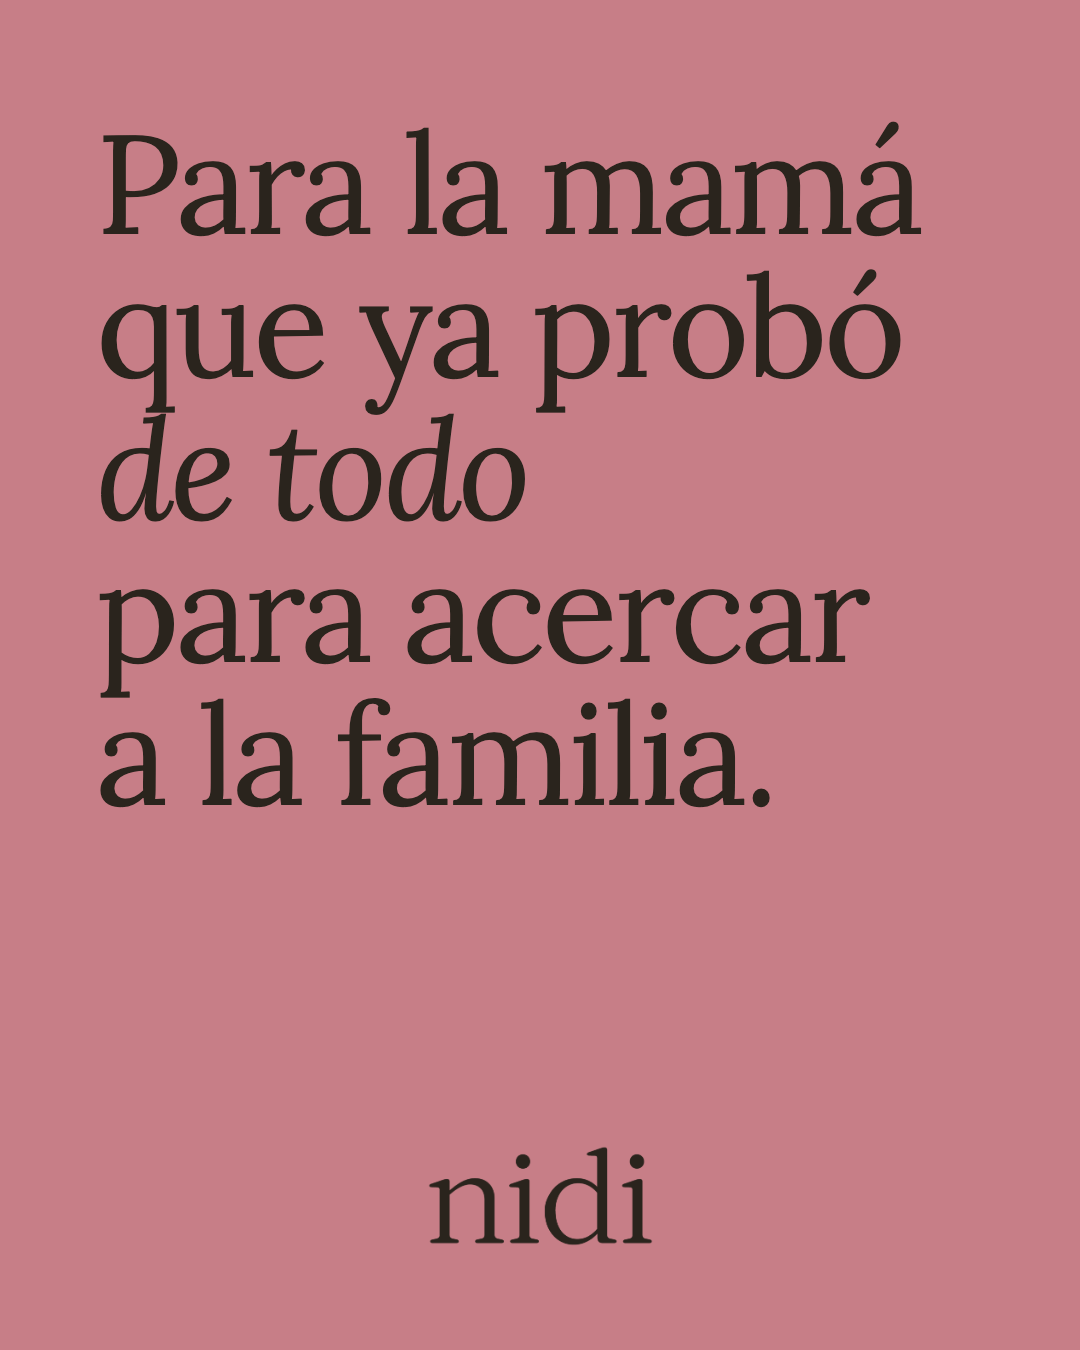 Para la mamá
que ya probó
de todo
para acercar
a la familia.
nidi